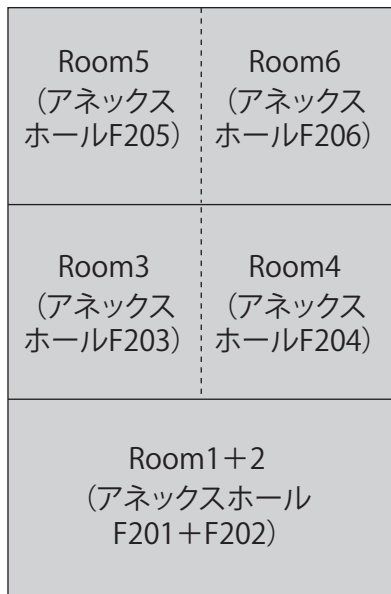 Room5
（アネックス
ホールF205）
Room6
（アネックス
ホールF206）
Room3
（アネックス
ホールF203）
Room4
（アネックス
ホールF204）
Room1＋2
（アネックスホール
F201＋F202）